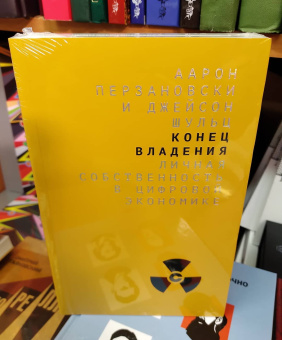 ААРОН
ПЕРЗАНОВСКИ
И ДЖЕЙСОН
ШУЛЬЦ
КОНЕЦ
ВЛАДЕНИЯ
ЛИЧНАЯ
СОБСТВЕННОСТЬ
В ЦИФРОВОЙ
ЭКОНОМИКЕ